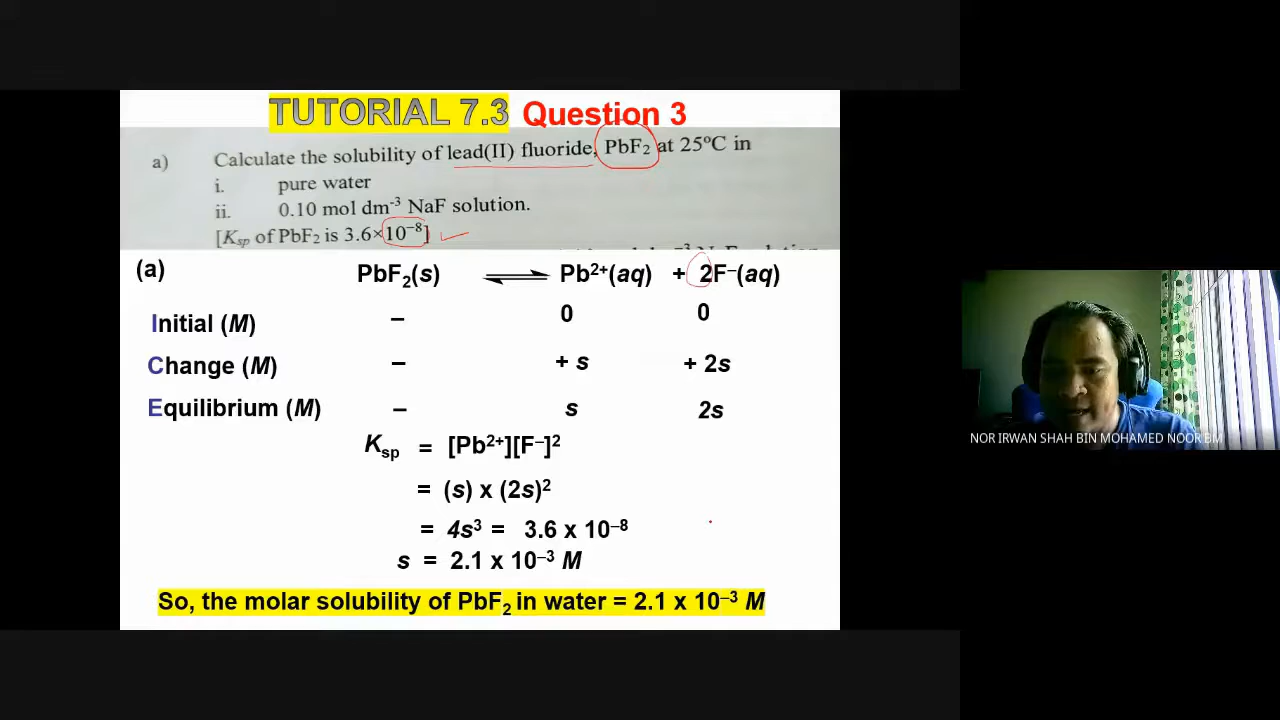 TUTORIAL 7.3 Question 3
a) Calculate the solubility of lead(II) fluoride, PbF₂ at 25ºC in
i. pure water
ii. 0.10 mol dm⁻³ NaF solution.
[Ksp of PbF₂ is 3.6×10⁻⁸]
(a) PbF₂(s) ⇌ Pb²⁺(aq) + 2F⁻(aq)
Initial (M) – 0 0
Change (M) – + s + 2s
Equilibrium (M) – s 2s
Ksp = [Pb²⁺][F⁻]²
= (s) x (2s)²
= 4s³ = 3.6 x 10⁻⁸
s = 2.1 x 10⁻³ M
So, the molar solubility of PbF₂ in water = 2.1 x 10⁻³ M
NOR IRWAN SHAH BIN MOHAMED NOOR BM